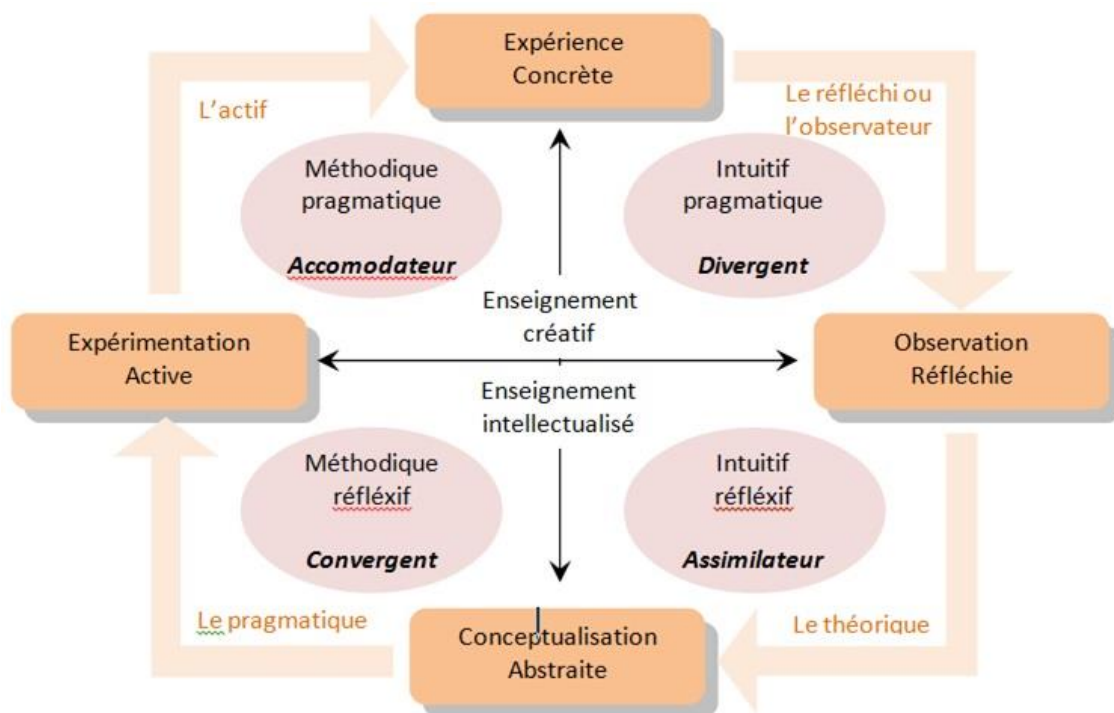 Expérience
Concrète
L'actif
Le réfléchi ou
l'observateur
Méthodique
pragmatique
Accomodateur
Intuitif
pragmatique
Divergent
Enseignement
créatif
Expérimentation
Active
Observation
Réfléchie
Enseignement
intellectualisé
Méthodique
réfléxif
Convergent
Intuitif
réfléxif
Assimilateur
Le pragmatique
Conceptualisation
Abstraite
Le théorique